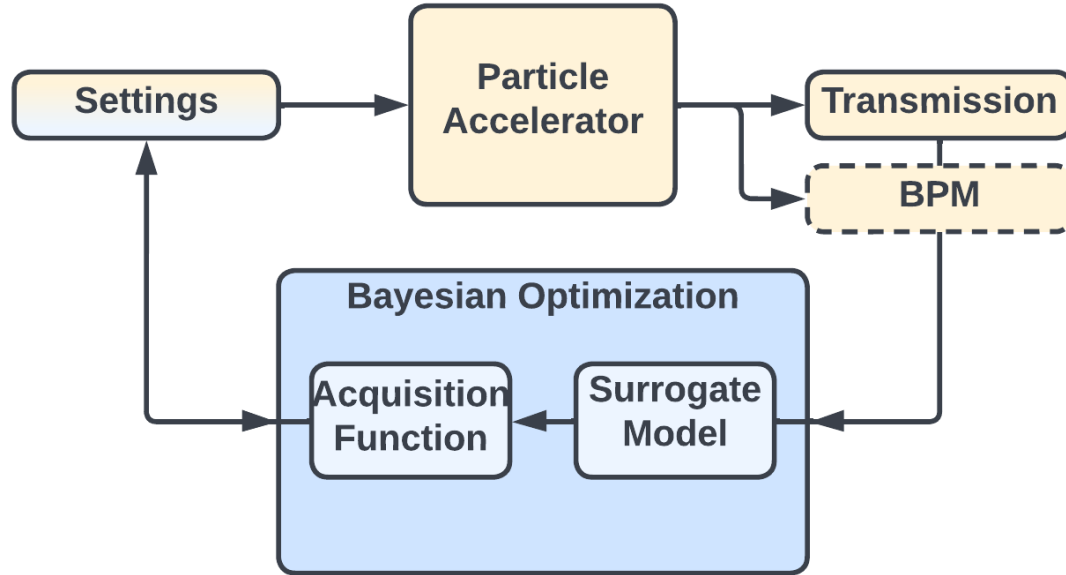 Settings
Particle
Accelerator
Transmission
BPM
Bayesian Optimization
Acquisition
Function
Surrogate
Model